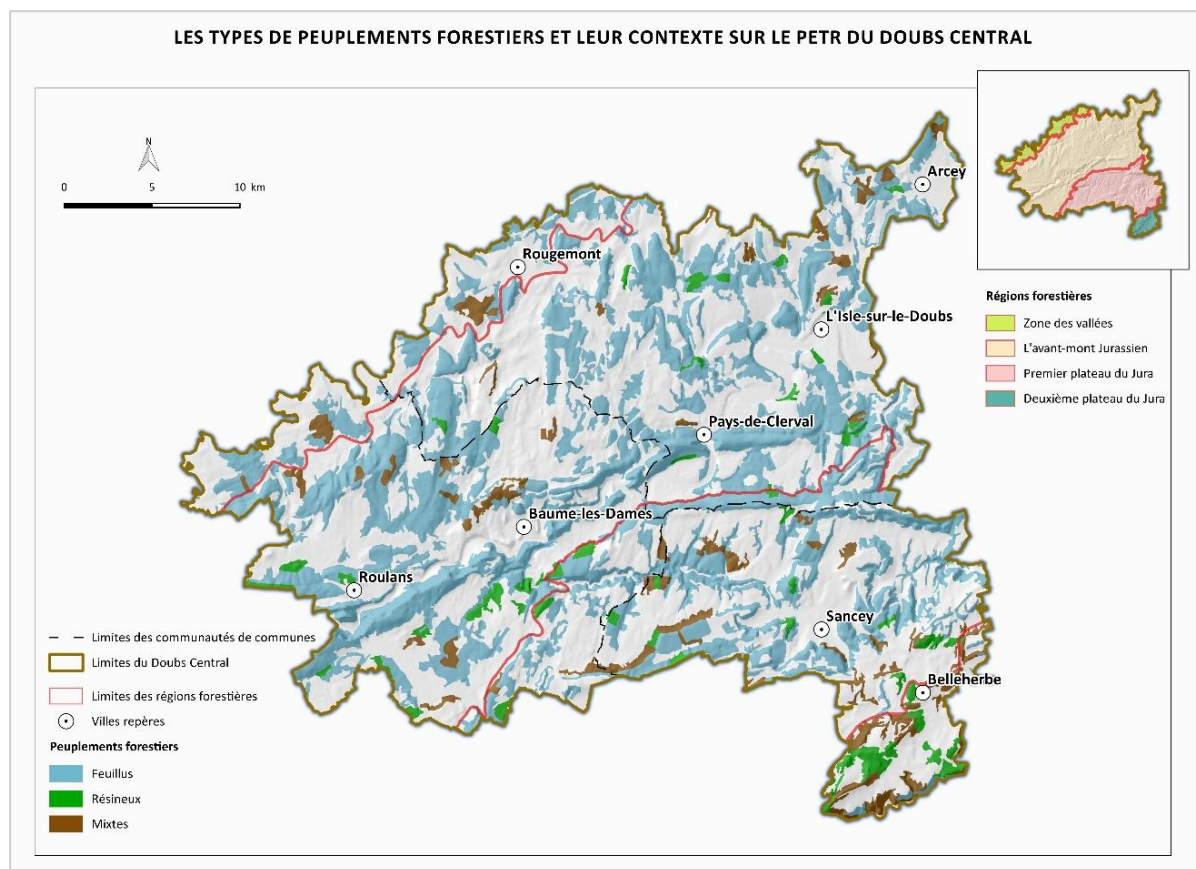 LES TYPES DE PEUPLEMENTS FORESTIERS ET LEUR CONTEXTE SUR LE PETR DU DOUBS CENTRAL
N
0 5 10 km
Arcey
Rougemont
L'Isle-sur-le-Doubs
Pays-de-Clerval
Baume-les-Dames
Roulans
Sancey
Belleherbe
Régions forestières
Zone des vallées
L'avant-mont Jurassien
Premier plateau du Jura
Deuxième plateau du Jura
Limites des communautés de communes
Limites du Doubs Central
Limites des régions forestières
Villes repères
Peuplements forestiers
Feuillus
Résineux
Mixtes